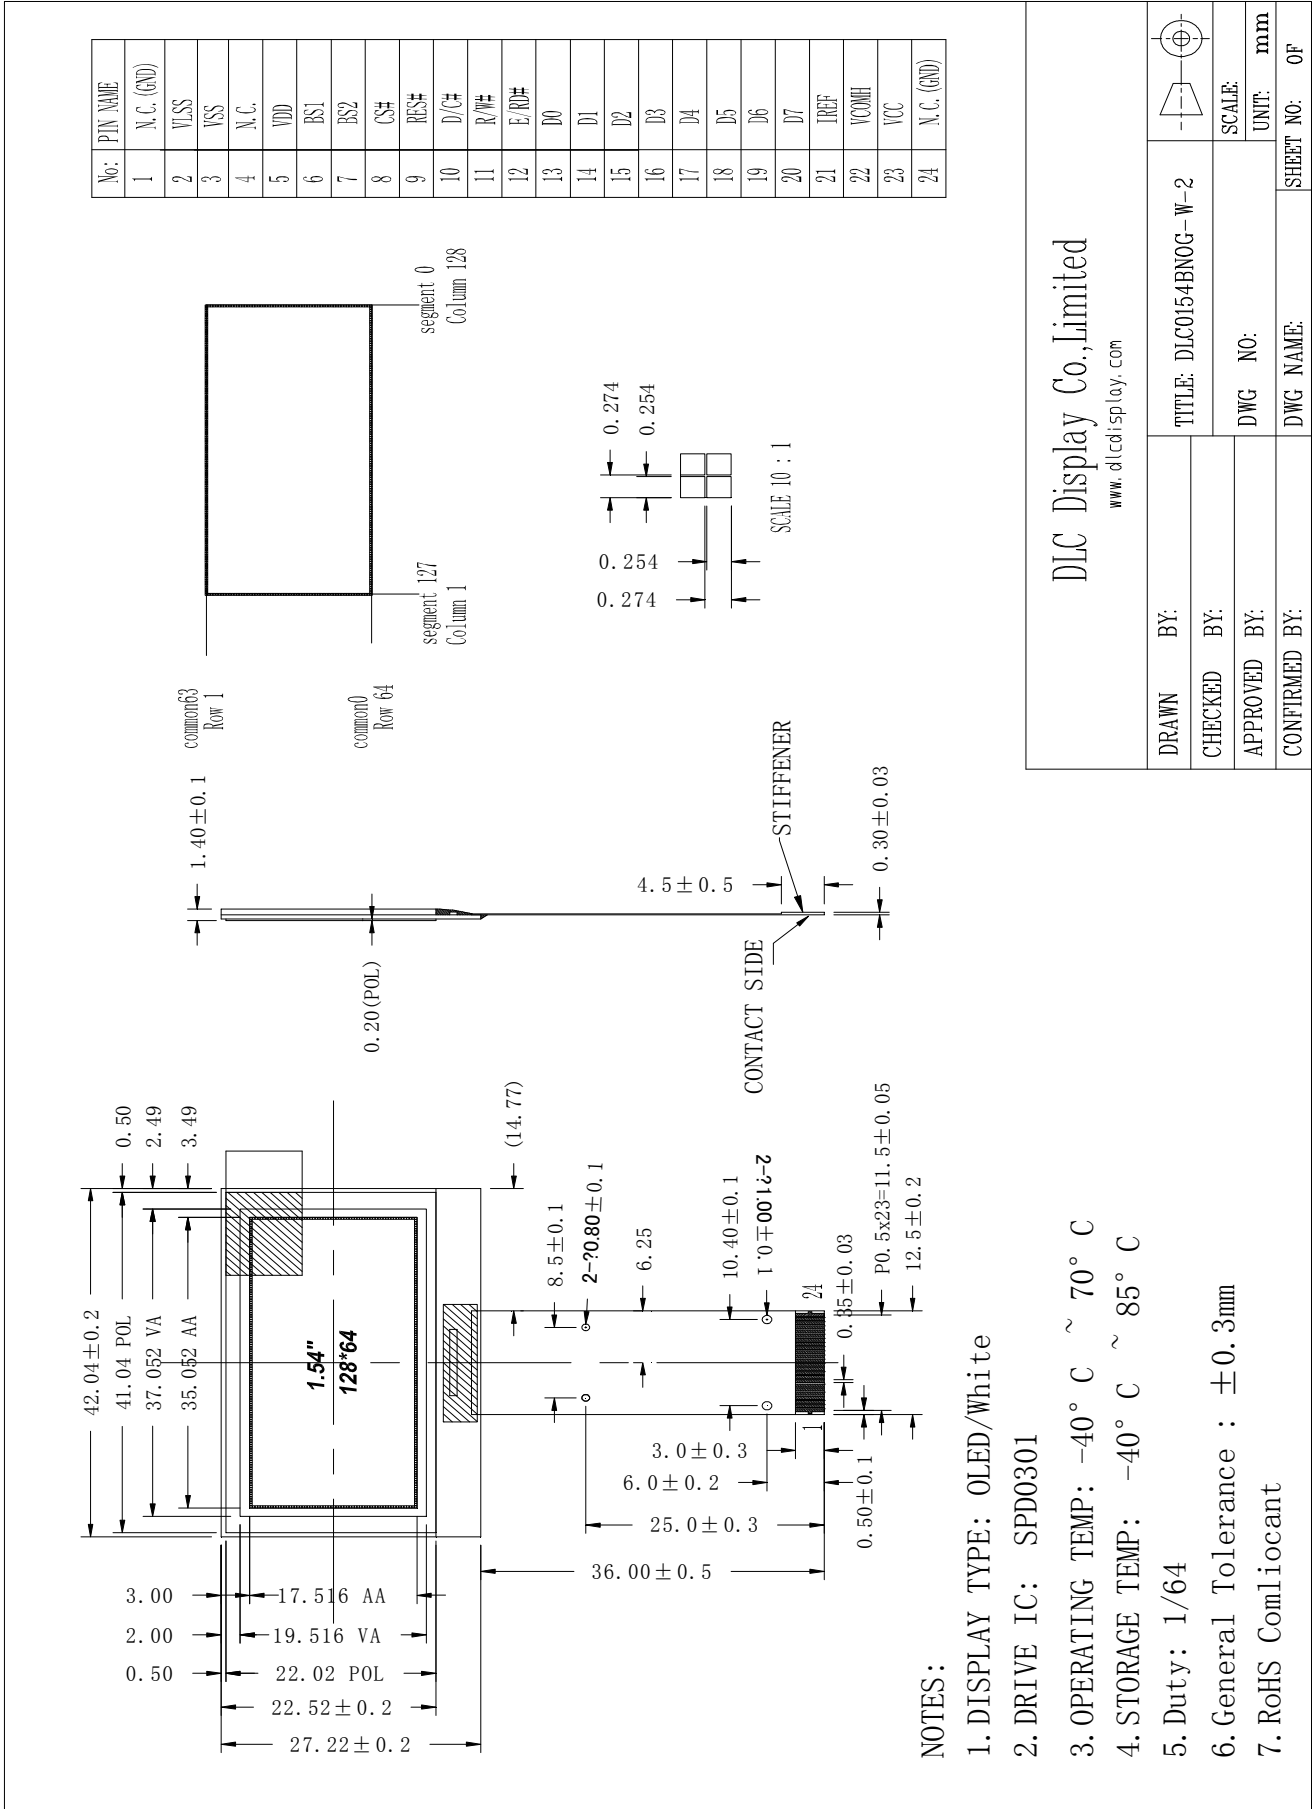 42.04±0.2
41.04 POL
37.052 VA
35.052 AA
0.50
2.49
3.49
1.54"
128*64
3.00
17.516 AA
2.00
19.516 VA
0.50
22.02 POL
22.52±0.2
27.22±0.2
(14.77)
8.5±0.1
2-?0.80±0.1
6.25
10.40±0.1
2-?1.00±0.1
1
24
0.35±0.03
P0.5x23=11.5±0.05
12.5±0.2
3.0±0.3
6.0±0.2
25.0±0.3
36.00±0.5
0.50±0.1
1.40±0.1
0.20(POL)
4.5±0.5
STIFFENER
CONTACT SIDE
0.30±0.03
common63
Row 1
common0
Row 64
segment 127
Column 1
segment 0
Column 128
0.274
0.254
0.254
0.274
SCALE 10 : 1
No: PIN NAME
1 N.C.(GND)
2 VLSS
3 VSS
4 N.C.
5 VDD
6 BS1
7 BS2
8 CS#
9 RES#
10 D/C#
11 R/W#
12 E/RD#
13 D0
14 D1
15 D2
16 D3
17 D4
18 D5
19 D6
20 D7
21 IREF
22 VCOMH
23 VCC
24 N.C.(GND)
NOTES:
1.DISPLAY TYPE: OLED/White
2.DRIVE IC: SPD0301
3.OPERATING TEMP: -40° C ~ 70° C
4.STORAGE TEMP: -40° C ~ 85° C
5.Duty: 1/64
6.General Tolerance : ±0.3mm
7.RoHS Comliocant
DLC Display Co.,Limited
www.dlcdisplay.com
DRAWN BY:
CHECKED BY:
APPROVED BY:
CONFIRMED BY:
TITLE: DLC0154BNOG-W-2
DWG NO:
DWG NAME:
SCALE:
UNIT: mm
SHEET NO: OF